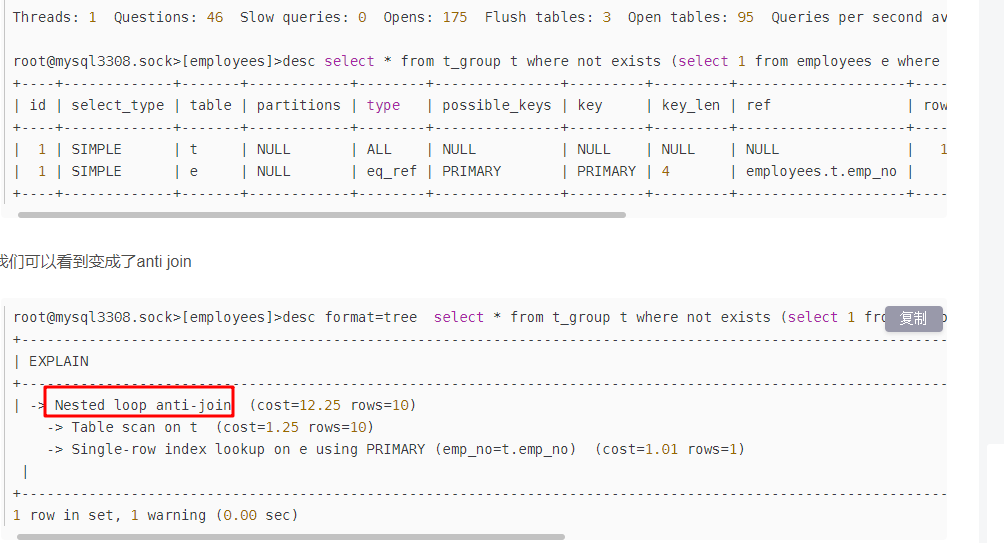 Threads: 1  Questions: 46  Slow queries: 0  Opens: 175  Flush tables: 3  Open tables: 95  Queries per second av
root@mysql3308.sock>[employees]>desc select * from t_group t where not exists (select 1 from employees e where
+----+-------------+-------+------------+--------+---------------+---------+---------+--------------------+-----
| id | select_type | table | partitions | type   | possible_keys | key     | key_len | ref                | row
+----+-------------+-------+------------+--------+---------------+---------+---------+--------------------+-----
|  1 | SIMPLE      | t     | NULL       | ALL    | NULL          | NULL    | NULL    | NULL               |   1
|  1 | SIMPLE      | e     | NULL       | eq_ref | PRIMARY       | PRIMARY | 4       | employees.t.emp_no |
+----+-------------+-------+------------+--------+---------------+---------+---------+--------------------+-----
我们可以看到变成了anti join
root@mysql3308.sock>[employees]>desc format=tree  select * from t_group t where not exists (select 1 fro
复制
+----------------------------------------------------------------------------------------------------------------
| EXPLAIN
+----------------------------------------------------------------------------------------------------------------
| -> Nested loop anti-join  (cost=12.25 rows=10)
    -> Table scan on t  (cost=1.25 rows=10)
    -> Single-row index lookup on e using PRIMARY (emp_no=t.emp_no)  (cost=1.01 rows=1)
 |
+----------------------------------------------------------------------------------------------------------------
1 row in set, 1 warning (0.00 sec)